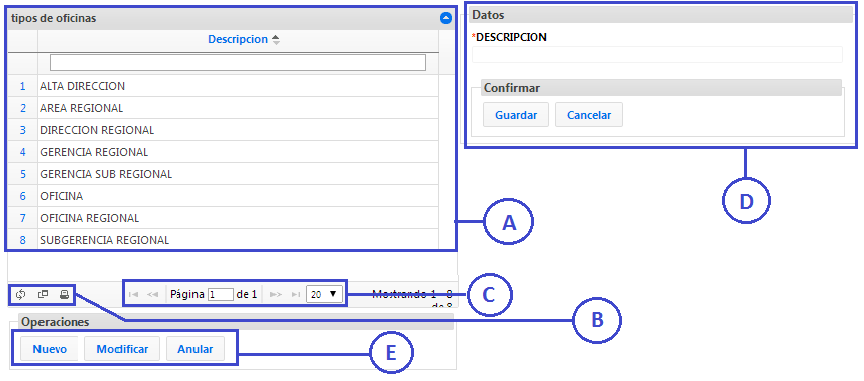 tipos de oficinas
Descripcion
1 ALTA DIRECCION
2 AREA REGIONAL
3 DIRECCION REGIONAL
4 GERENCIA REGIONAL
5 GERENCIA SUB REGIONAL
6 OFICINA
7 OFICINA REGIONAL
8 SUBGERENCIA REGIONAL
Página 1 de 1 20
Mostrando 1 - 8
de 8
Operaciones
Nuevo Modificar Anular
Datos
*DESCRIPCION
Confirmar
Guardar Cancelar
A
D
C
B
E